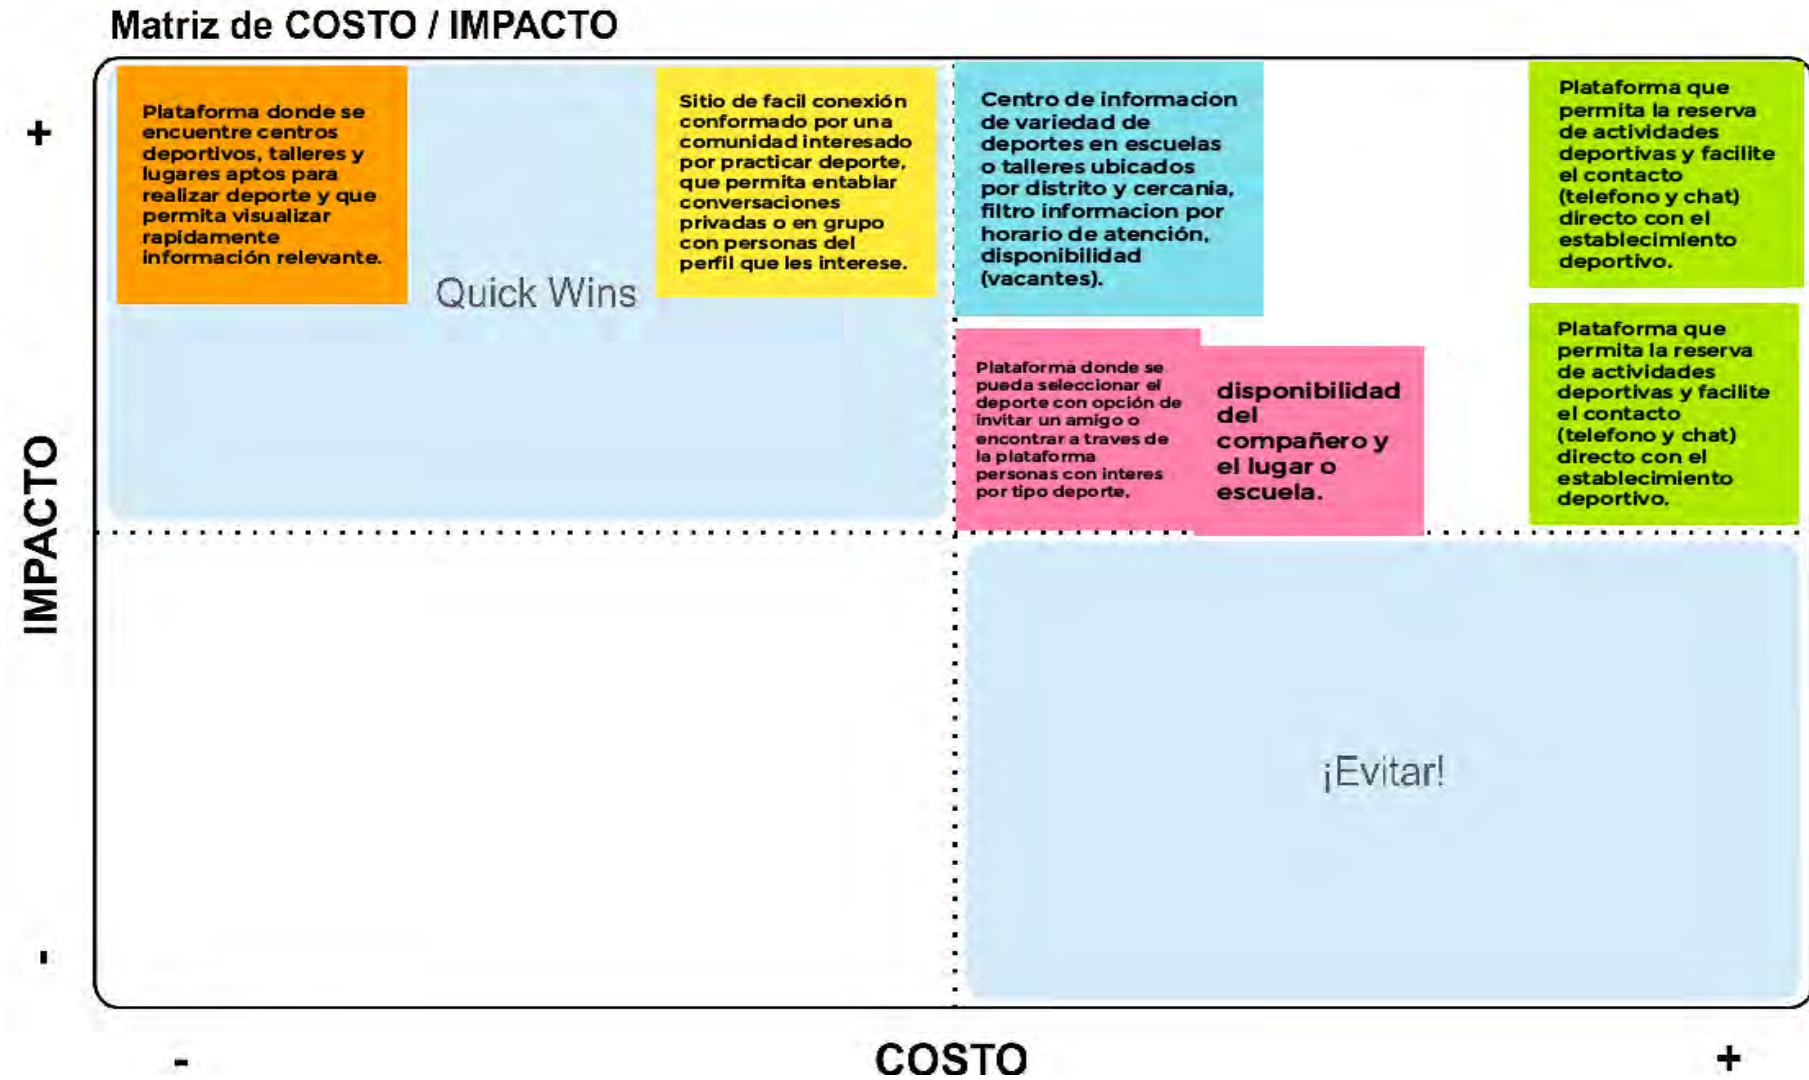 Matriz de COSTO / IMPACTO
+
IMPACTO
-
Plataforma donde se
encuentre centros
deportivos, talleres y
lugares aptos para
realizar deporte y que
permita visualizar
rapidamente
información relevante.
Quick Wins
Sitio de facil conexión
conformado por una
comunidad interesado
por practicar deporte,
que permita entablar
conversaciones
privadas o en grupo
con personas del
perfil que les interese.
Centro de informacion
de variedad de
deportes en escuelas
o talleres ubicados
por distrito y cercania,
filtro informacion por
horario de atención,
disponibilidad
(vacantes).
Plataforma que
permita la reserva
de actividades
deportivas y facilite
el contacto
(telefono y chat)
directo con el
establecimiento
deportivo.
Plataforma donde se
pueda seleccionar el
deporte con opción de
invitar un amigo o
encontrar a traves de
la plataforma
personas con interes
por tipo deporte,
disponibilidad
del
compañero y
el lugar o
escuela.
Plataforma que
permita la reserva
de actividades
deportivas y facilite
el contacto
(telefono y chat)
directo con el
establecimiento
deportivo.
¡Evitar!
-
COSTO
+